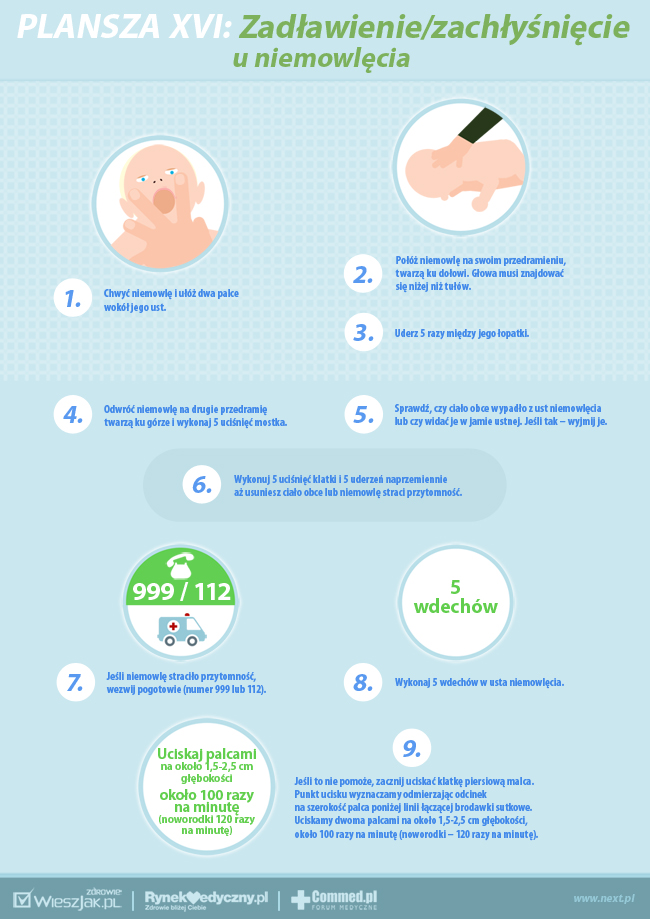 PLANSZA XVI: Zadławienie/zachłyśnięcie
u niemowlęcia
1.
Chwyć niemowlę i ułóż dwa palce
wokół jego ust.
2.
Połóż niemowlę na swoim przedramieniu,
twarzą ku dołowi. Głowa musi znajdować
się niżej niż tułów.
3.
Uderz 5 razy między jego łopatki.
4.
Odwróć niemowlę na drugie przedramię
twarzą ku górze i wykonaj 5 uciśnięć mostka.
5.
Sprawdź, czy ciało obce wypadło z ust niemowlęcia
lub czy widać je w jamie ustnej. Jeśli tak – wyjmij je.
6.
Wykonuj 5 uciśnięć klatki i 5 uderzeń naprzemiennie
aż usuniesz ciało obce lub niemowlę straci przytomność.
999 / 112
7.
Jeśli niemowlę straciło przytomność,
wezwij pogotowie (numer 999 lub 112).
5
wdechów
8.
Wykonaj 5 wdechów w usta niemowlęcia.
Uciskaj palcami
na około 1,5-2,5 cm
głębokości
około 100 razy
na minutę
(noworodki 120 razy
na minutę)
9.
Jeśli to nie pomoże, zacznij uciskać klatkę piersiową malca.
Punkt ucisku wyznaczamy odmierzając odcinek
na szerokość palca poniżej linii łączącej brodawki sutkowe.
Uciskamy dwoma palcami na około 1,5-2,5 cm głębokości,
około 100 razy na minutę (noworodki – 120 razy na minutę).
ZDROWIE
WIESZJAK.PL
RynekMedyczny.pl
Zdrowie bliżej Ciebie
Commed.pl
FORUM MEDYCZNE
www.next.pl